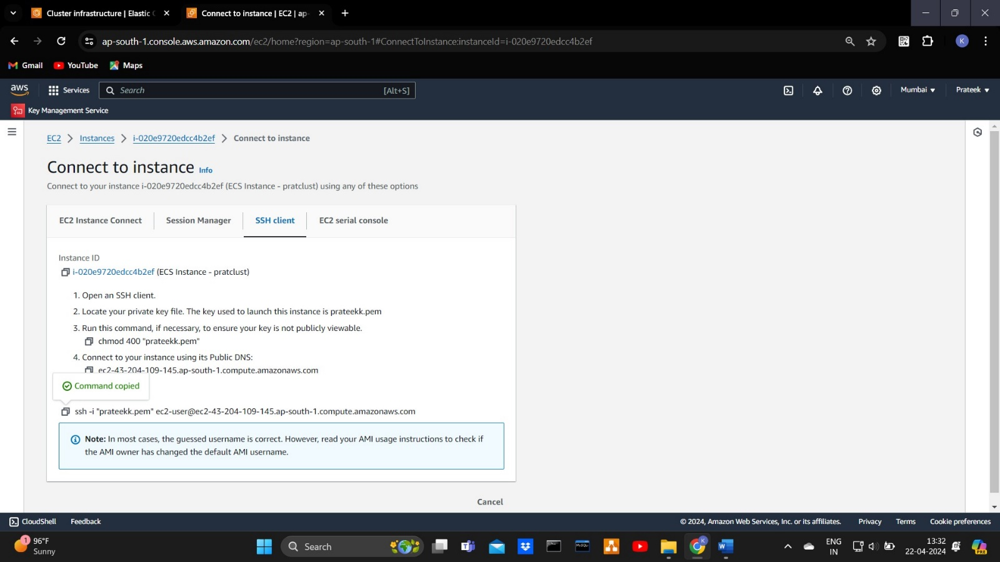 Cluster infrastructure | Elastic C
Connect to instance | EC2 | ap-
ap-south-1.console.aws.amazon.com/ec2/home?region=ap-south-1#ConnectToInstance:instanceId=i-020e9720edcc4b2ef
K
Gmail
YouTube
Maps
aws
Services
Search
[Alt+S]
Mumbai
Prateek
Key Management Service
EC2
Instances
i-020e9720edcc4b2ef
Connect to instance
Connect to instance Info
Connect to your instance i-020e9720edcc4b2ef (ECS Instance - pratclust) using any of these options
EC2 Instance Connect
Session Manager
SSH client
EC2 serial console
Instance ID
i-020e9720edcc4b2ef (ECS Instance - pratclust)
1. Open an SSH client.
2. Locate your private key file. The key used to launch this instance is prateekk.pem
3. Run this command, if necessary, to ensure your key is not publicly viewable.
chmod 400 "prateekk.pem"
4. Connect to your instance using its Public DNS:
ec2-43-204-109-145.ap-south-1.compute.amazonaws.com
Command copied
ssh -i "prateekk.pem" ec2-user@ec2-43-204-109-145.ap-south-1.compute.amazonaws.com
Note: In most cases, the guessed username is correct. However, read your AMI usage instructions to check if
the AMI owner has changed the default AMI username.
Cancel
CloudShell
Feedback
© 2024, Amazon Web Services, Inc. or its affiliates.
Privacy
Terms
Cookie preferences
1
96°F
Sunny
Search
K
ENG
IN
13:32
22-04-2024
PRE